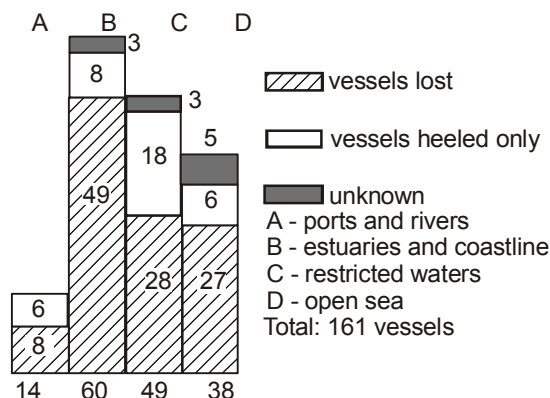 A B C D
3
8
3
5
18
6
49
28 27
6
8
14 60 49 38
vessels lost
vessels heeled only
unknown
A - ports and rivers
B - estuaries and coastline
C - restricted waters
D - open sea
Total: 161 vessels